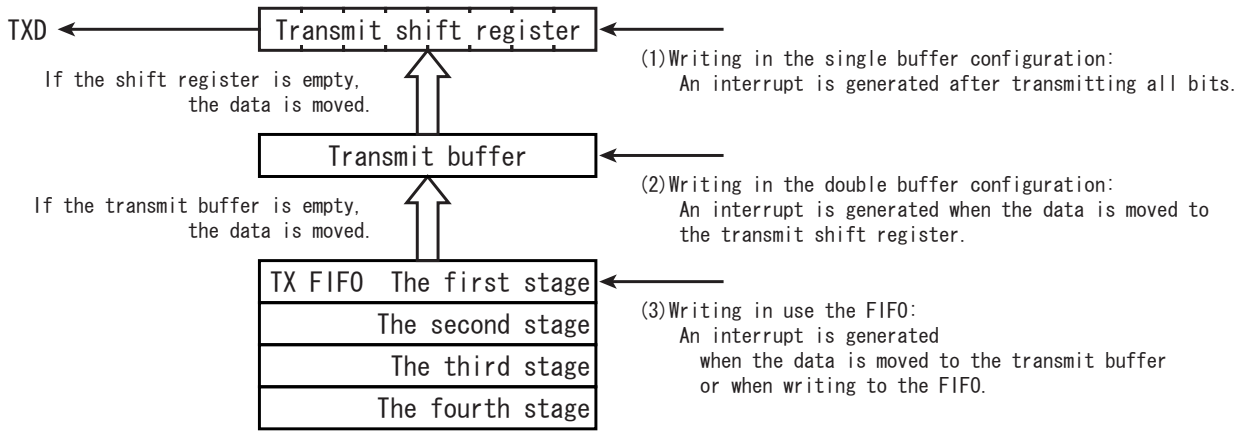 TXD
Transmit shift register
(1)Writing in the single buffer configuration:
An interrupt is generated after transmitting all bits.
If the shift register is empty,
the data is moved.
Transmit buffer
(2)Writing in the double buffer configuration:
An interrupt is generated when the data is moved to
the transmit shift register.
If the transmit buffer is empty,
the data is moved.
TX FIFO The first stage
The second stage
The third stage
The fourth stage
(3)Writing in use the FIFO:
An interrupt is generated
when the data is moved to the transmit buffer
or when writing to the FIFO.